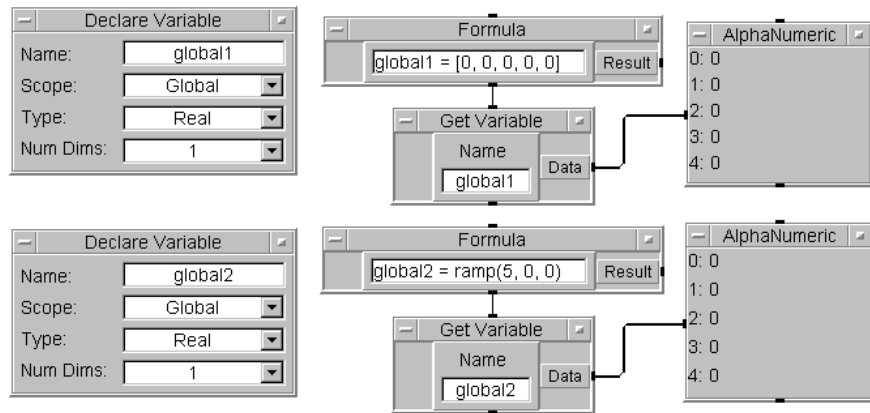 Declare Variable
Name: global1
Scope: Global
Type: Real
Num Dims: 1
Formula
global1 = [0, 0, 0, 0, 0] Result
Get Variable
Name
global1
Data
AlphaNumeric
0: 0
1: 0
2: 0
3: 0
4: 0
Declare Variable
Name: global2
Scope: Global
Type: Real
Num Dims: 1
Formula
global2 = ramp(5, 0, 0) Result
Get Variable
Name
global2
Data
AlphaNumeric
0: 0
1: 0
2: 0
3: 0
4: 0